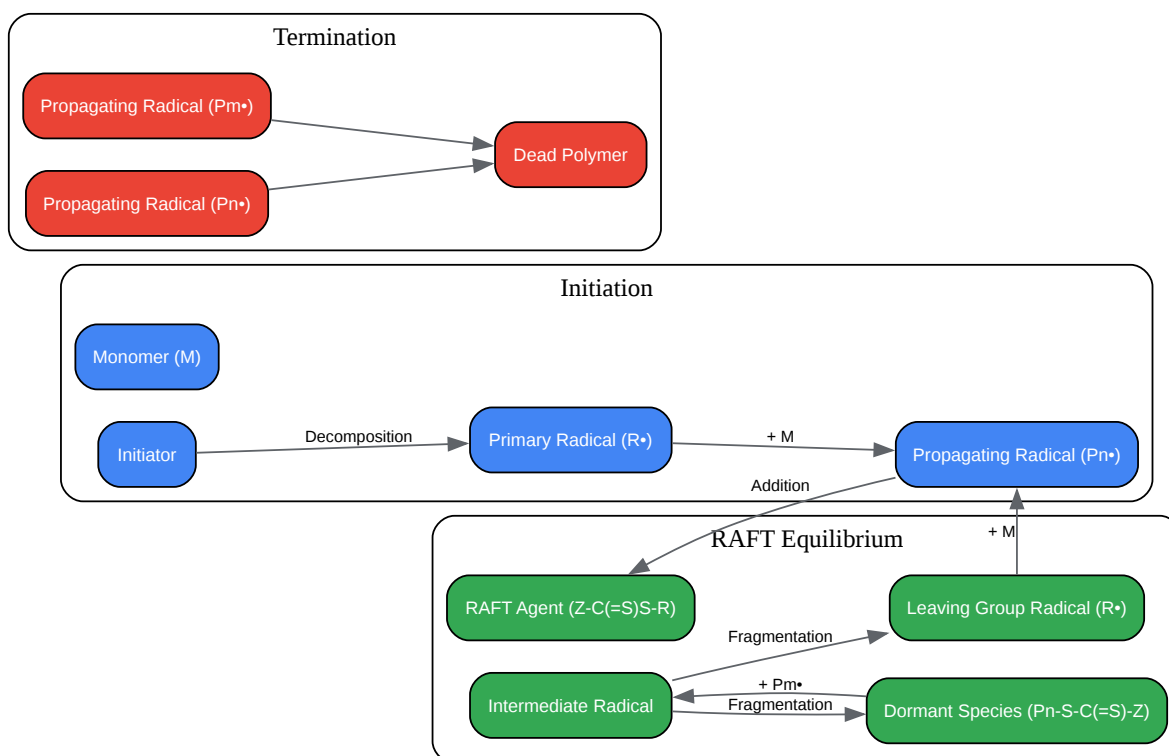 Termination
Propagating Radical (Pm•)
Dead Polymer
Propagating Radical (Pn•)
Initiation
Monomer (M)
Initiator
Decomposition
Primary Radical (R•)
+ M
Propagating Radical (Pn•)
Addition
RAFT Equilibrium
+ M
RAFT Agent (Z-C(=S)S-R)
Leaving Group Radical (R•)
Fragmentation
Intermediate Radical
+ Pm•
Fragmentation
Dormant Species (Pn-S-C(=S)-Z)